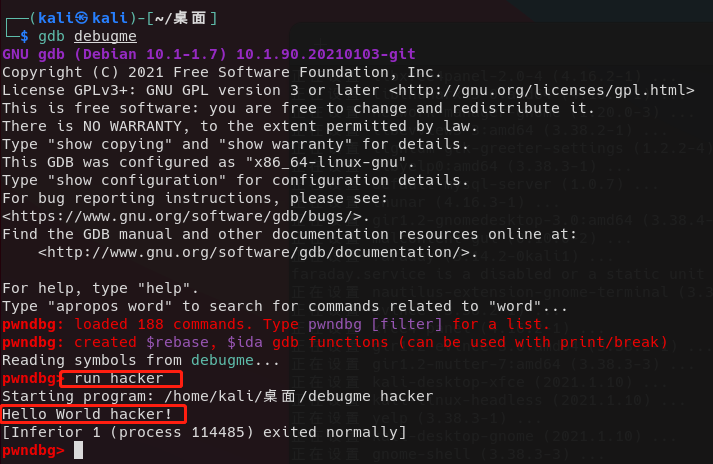 ┌──(kali㉿kali)-[~/桌面]
└─$ gdb debugme
GNU gdb (Debian 10.1-1.7) 10.1.90.20210103-git
Copyright (C) 2021 Free Software Foundation, Inc.
License GPLv3+: GNU GPL version 3 or later <http://gnu.org/licenses/gpl.html>
This is free software: you are free to change and redistribute it.
There is NO WARRANTY, to the extent permitted by law.
Type "show copying" and "show warranty" for details.
This GDB was configured as "x86_64-linux-gnu".
Type "show configuration" for configuration details.
For bug reporting instructions, please see:
<https://www.gnu.org/software/gdb/bugs/>.
Find the GDB manual and other documentation resources online at:
    <http://www.gnu.org/software/gdb/documentation/>.

For help, type "help".
Type "apropos word" to search for commands related to "word"...
pwndbg: loaded 188 commands. Type pwndbg [filter] for a list.
pwndbg: created $rebase, $ida gdb functions (can be used with print/break)
Reading symbols from debugme...
pwndbg> run hacker
Starting program: /home/kali/桌面/debugme hacker
Hello World hacker!
[Inferior 1 (process 114485) exited normally]
pwndbg>